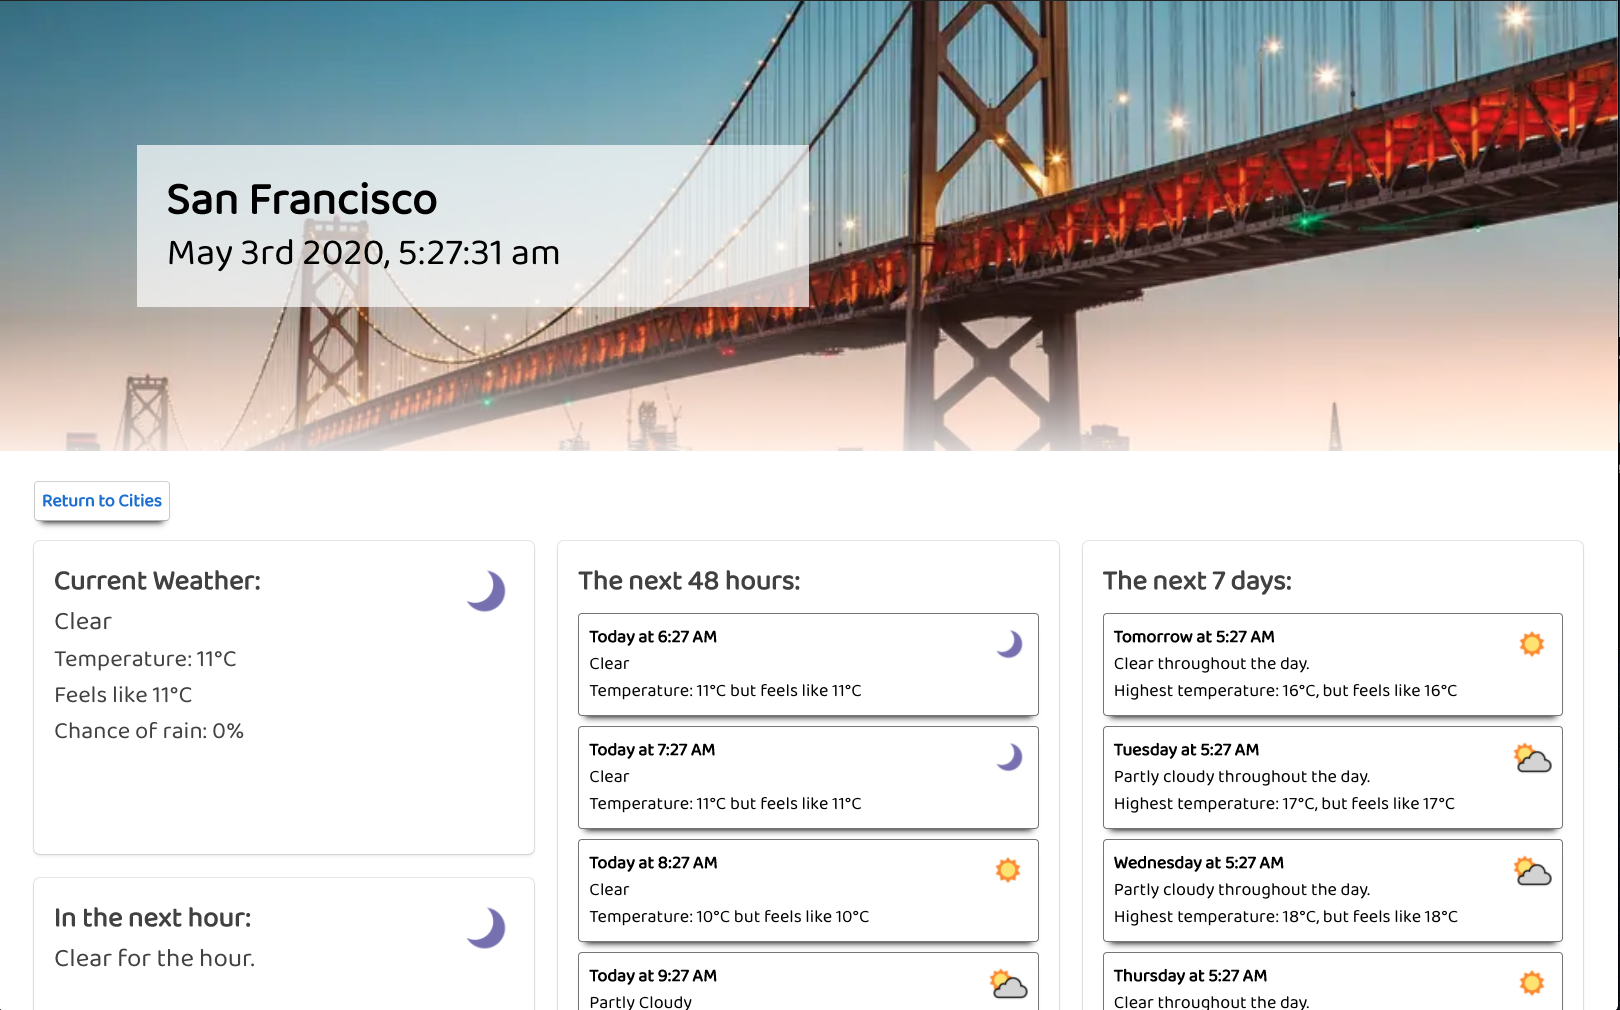 San Francisco
May 3rd 2020, 5:27:31 am
Return to Cities
Current Weather:
Clear
Temperature: 11°C
Feels like 11°C
Chance of rain: 0%
In the next hour:
Clear for the hour.
The next 48 hours:
Today at 6:27 AM
Clear
Temperature: 11°C but feels like 11°C
Today at 7:27 AM
Clear
Temperature: 11°C but feels like 11°C
Today at 8:27 AM
Clear
Temperature: 10°C but feels like 10°C
Today at 9:27 AM
Partly Cloudy
The next 7 days:
Tomorrow at 5:27 AM
Clear throughout the day.
Highest temperature: 16°C, but feels like 16°C
Tuesday at 5:27 AM
Partly cloudy throughout the day.
Highest temperature: 17°C, but feels like 17°C
Wednesday at 5:27 AM
Partly cloudy throughout the day.
Highest temperature: 18°C, but feels like 18°C
Thursday at 5:27 AM
Clear throughout the day.